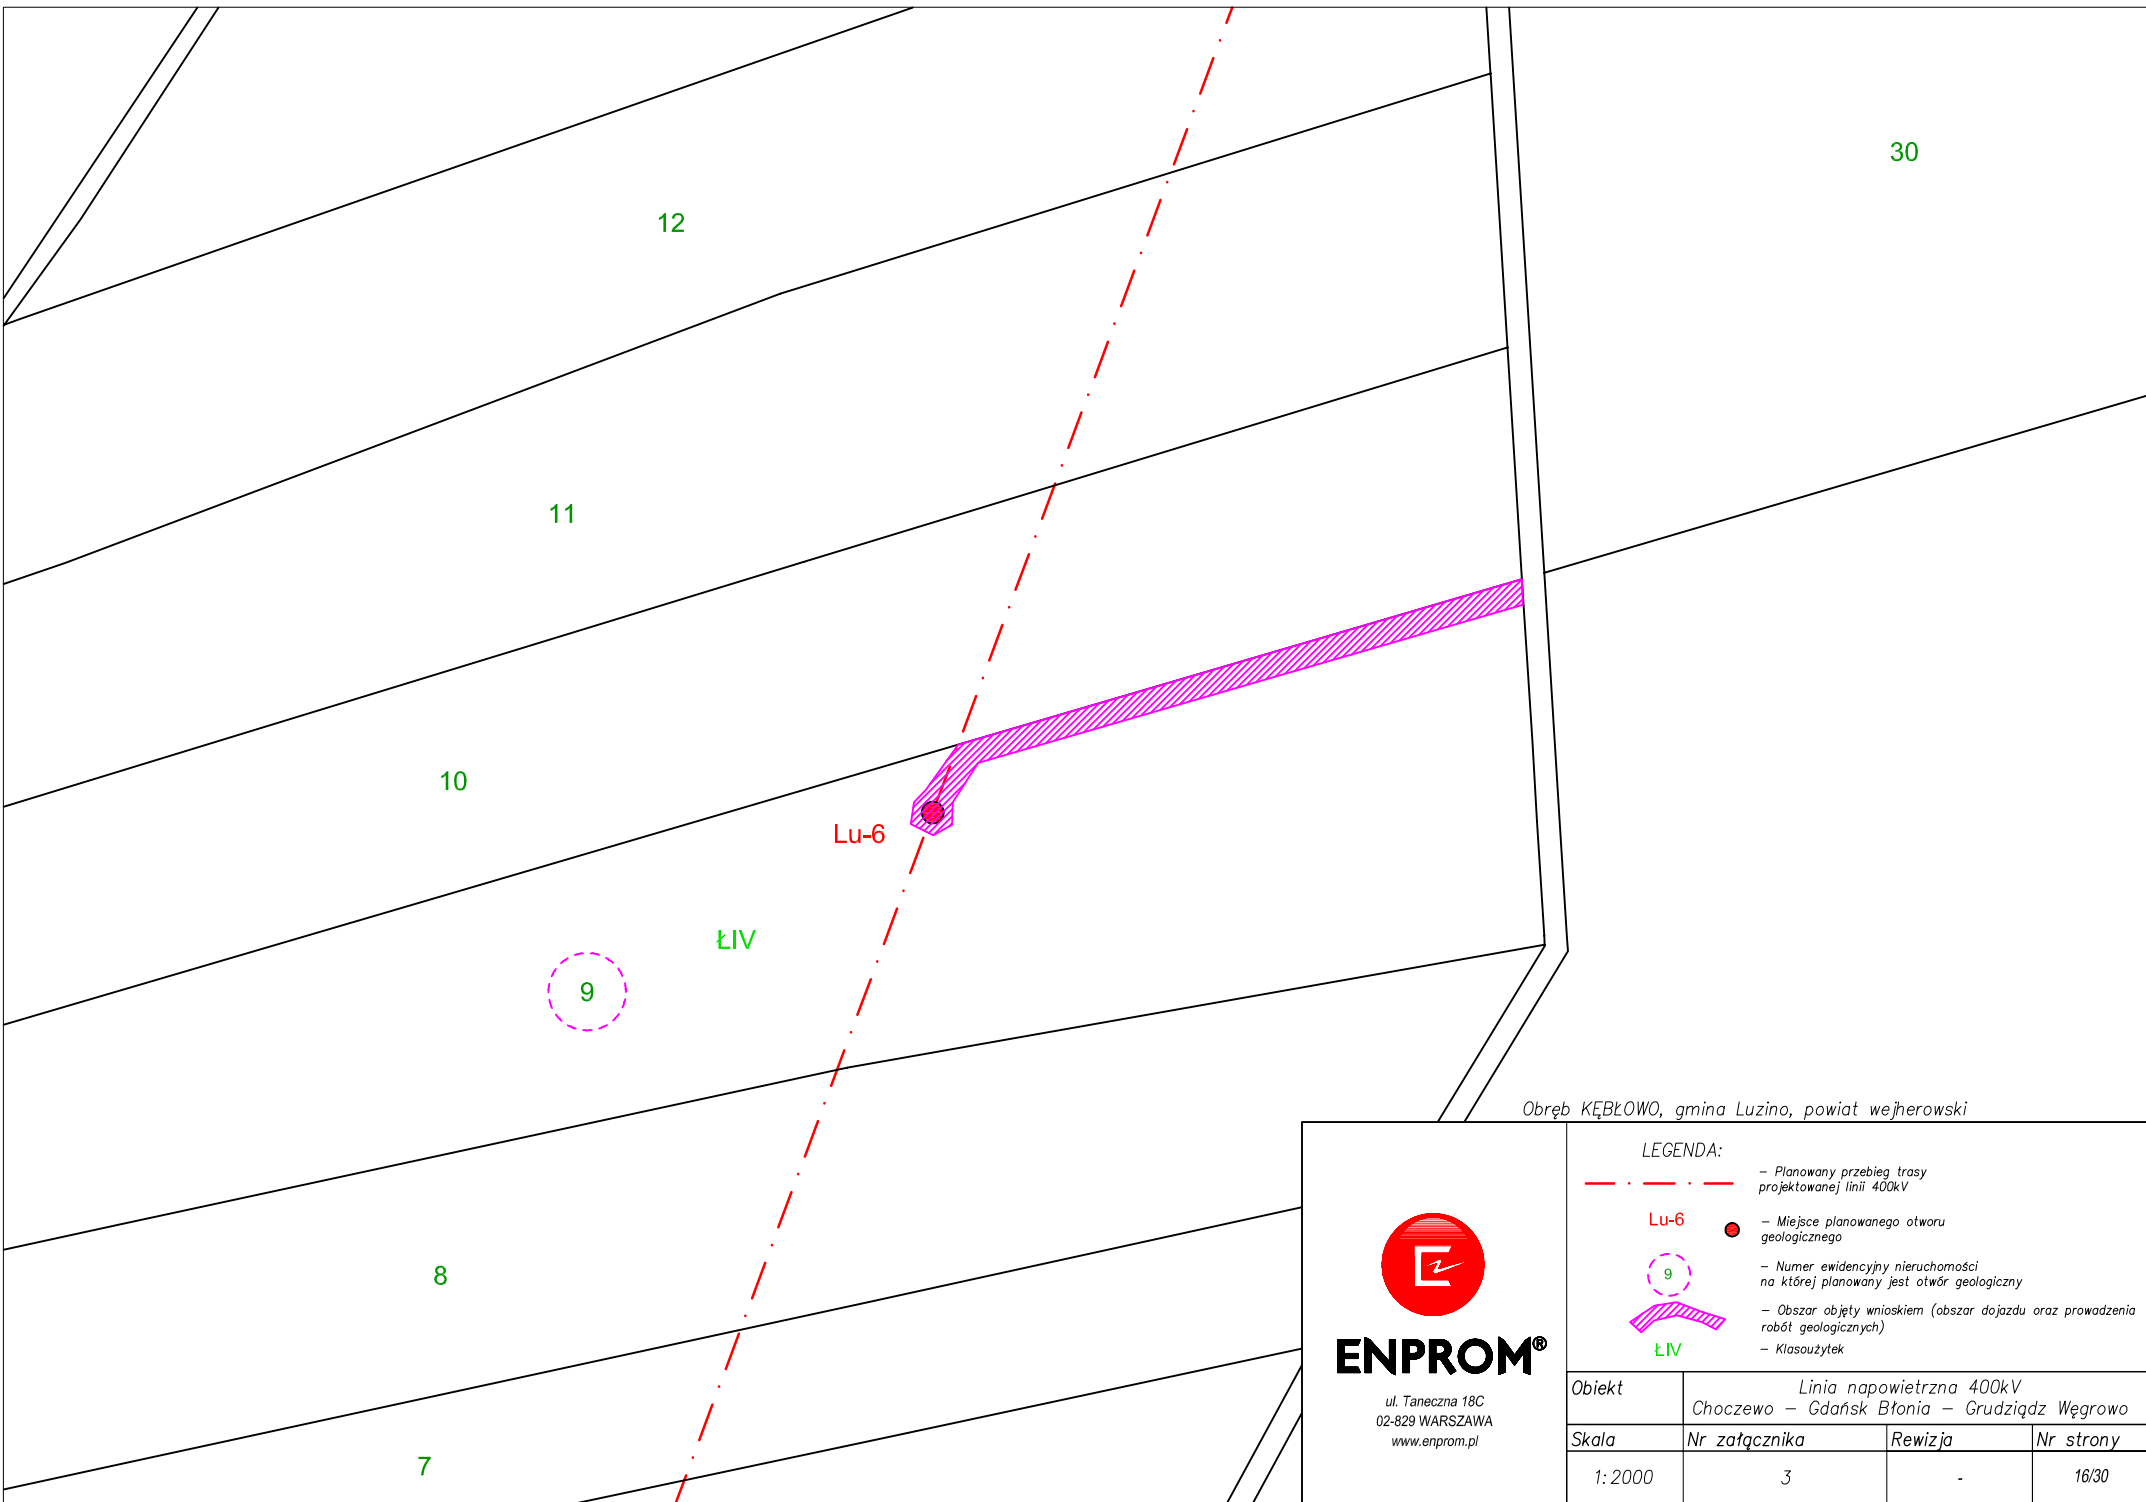 30
12
11
10
Lu-6
ŁIV
9
8
7
Obręb KĘBŁOWO, gmina Luzino, powiat wejherowski
LEGENDA:
– Planowany przebieg trasy
projektowanej linii 400kV
Lu-6
– Miejsce planowanego otworu
geologicznego
9
– Numer ewidencyjny nieruchomości
na której planowany jest otwór geologiczny
– Obszar objęty wnioskiem (obszar dojazdu oraz prowadzenia
robót geologicznych)
ŁIV
– Klasoużytek
ENPROM®
ul. Taneczna 18C
02-829 WARSZAWA
www.enprom.pl
Obiekt
Linia napowietrzna 400kV
Choczewo – Gdańsk Błonia – Grudziądz Węgrowo
Skala
Nr załącznika
Rewizja
Nr strony
1:2000
3
-
16/30